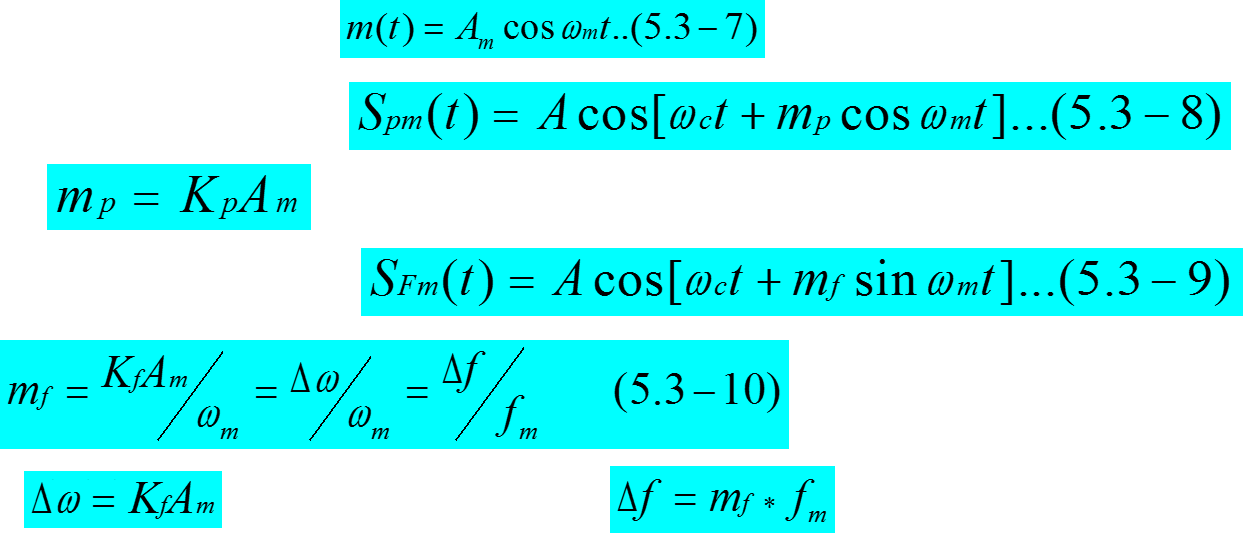 m(t) = A_m cos ω_m t..(5.3 − 7)
S_pm(t) = A cos[ω_c t + m_p cos ω_m t]...(5.3 − 8)
m_p = K_p A_m
S_Fm(t) = A cos[ω_c t + m_f sin ω_m t]...(5.3 − 9)
m_f = K_f A_m / ω_m = Δω / ω_m = Δf / f_m (5.3 − 10)
Δω = K_f A_m
Δf = m_f * f_m